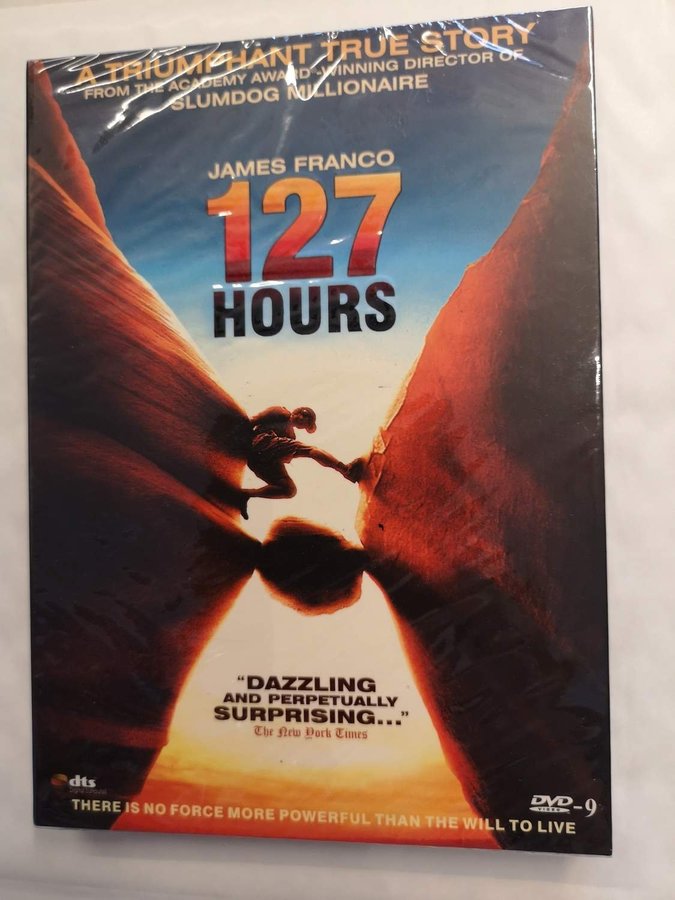 A TRIUMPHANT TRUE STORY
FROM THE ACADEMY AWARD-WINNING DIRECTOR OF
SLUMDOG MILLIONAIRE
JAMES FRANCO
127
HOURS
"DAZZLING
AND PERPETUALLY
SURPRISING..."
The New York Times
dts
DVD-9
VIDEO
THERE IS NO FORCE MORE POWERFUL THAN THE WILL TO LIVE